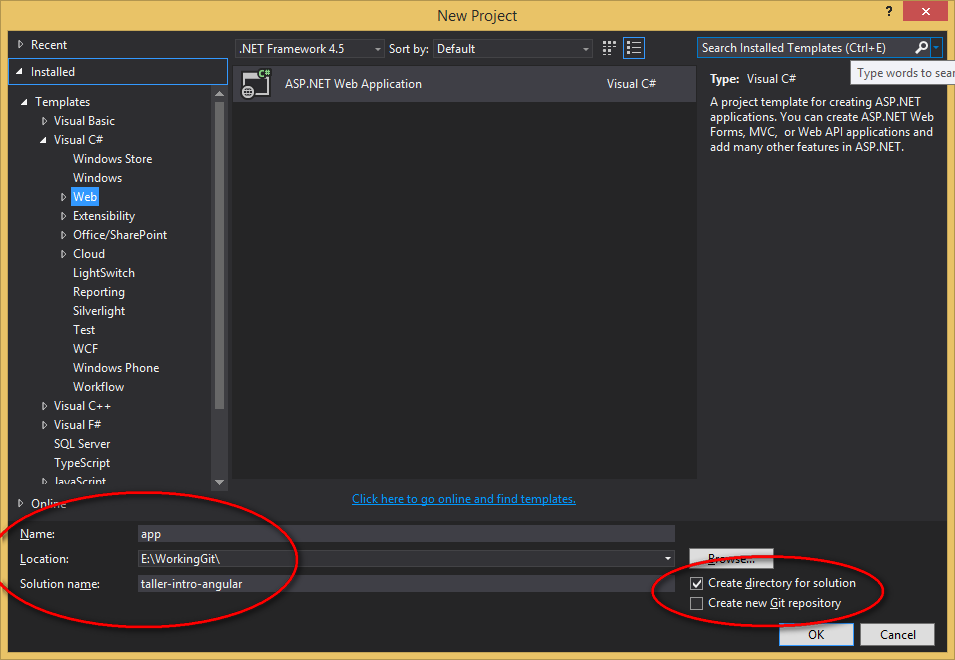 New Project
?
Recent
.NET Framework 4.5
Sort by:
Default
Search Installed Templates (Ctrl+E)
Installed
Type words to sear
C#
ASP.NET Web Application
Visual C#
Type: Visual C#
A project template for creating ASP.NET
applications. You can create ASP.NET Web
Forms, MVC, or Web API applications and
add many other features in ASP.NET.
Templates
Visual Basic
Visual C#
Windows Store
Windows
Web
Extensibility
Office/SharePoint
Cloud
LightSwitch
Reporting
Silverlight
Test
WCF
Windows Phone
Workflow
Visual C++
Visual F#
SQL Server
TypeScript
JavaScript
Online
Click here to go online and find templates.
Name:
app
Location:
E:\WorkingGit\
Browse...
Solution name:
taller-intro-angular
Create directory for solution
Create new Git repository
OK
Cancel